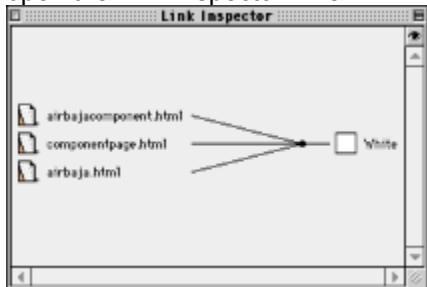 Link Inspector
airbajacomponent.html
componentpage.html
White
airbaja.html